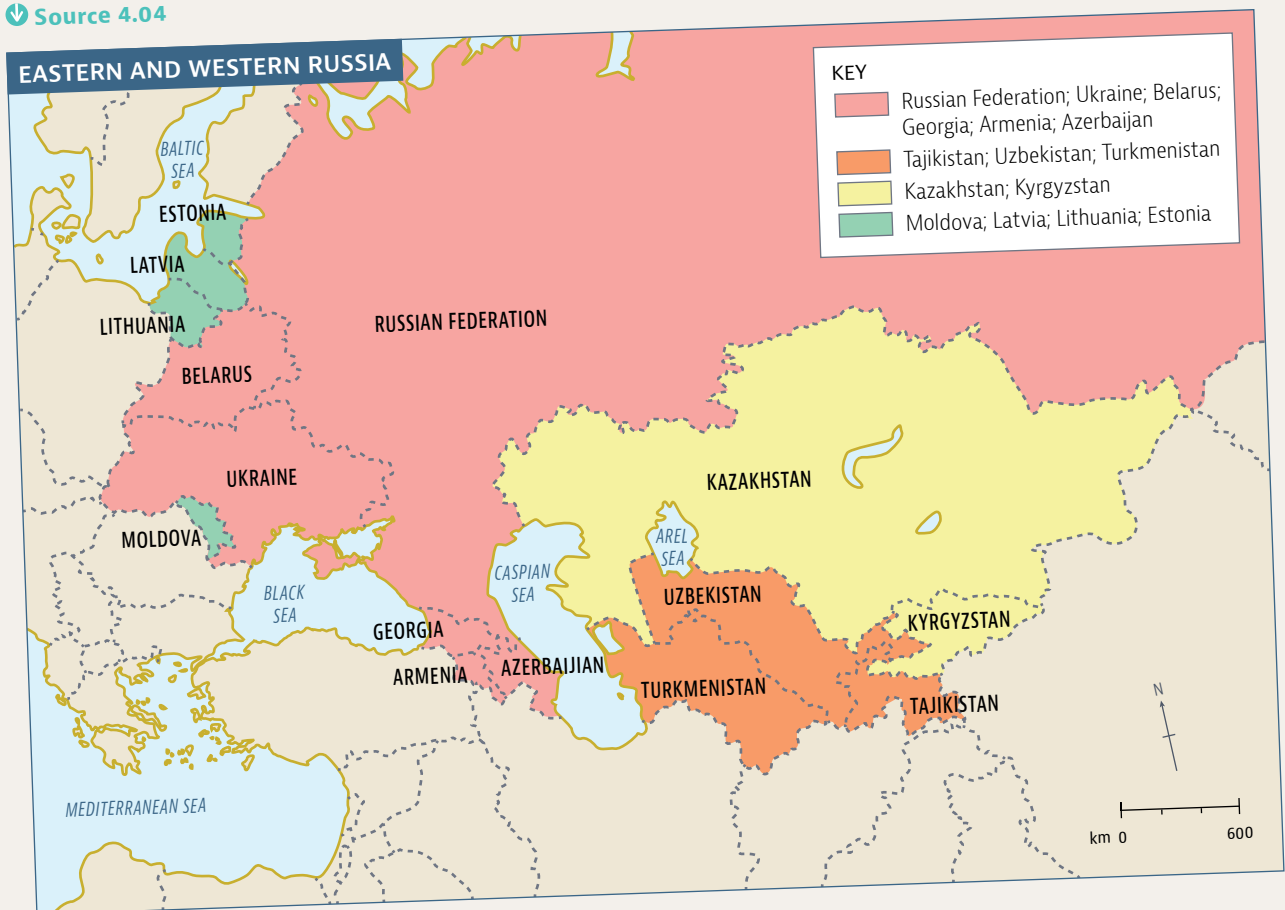 Source 4.04
EASTERN AND WESTERN RUSSIA
KEY
Russian Federation; Ukraine; Belarus;
Georgia; Armenia; Azerbaijan
Tajikistan; Uzbekistan; Turkmenistan
Kazakhstan; Kyrgyzstan
Moldova; Latvia; Lithuania; Estonia
BALTIC
SEA
ESTONIA
LATVIA
LITHUANIA
RUSSIAN FEDERATION
BELARUS
UKRAINE
KAZAKHSTAN
MOLDOVA
AREL
SEA
CASPIAN
SEA
BLACK
SEA
UZBEKISTAN
KYRGYZSTAN
GEORGIA
ARMENIA
AZERBAIJIAN
TURKMENISTAN
TAJIKISTAN
N
MEDITERRANEAN SEA
km 0 600